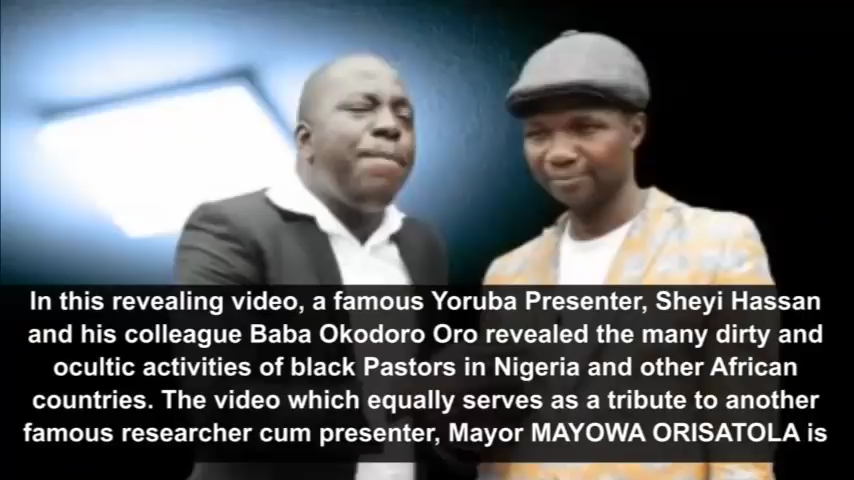 In this revealing video, a famous Yoruba Presenter, Sheyi Hassan
and his colleague Baba Okodoro Oro revealed the many dirty and
ocultic activities of black Pastors in Nigeria and other African
countries. The video which equally serves as a tribute to another
famous researcher cum presenter, Mayor MAYOWA ORISATOLA is